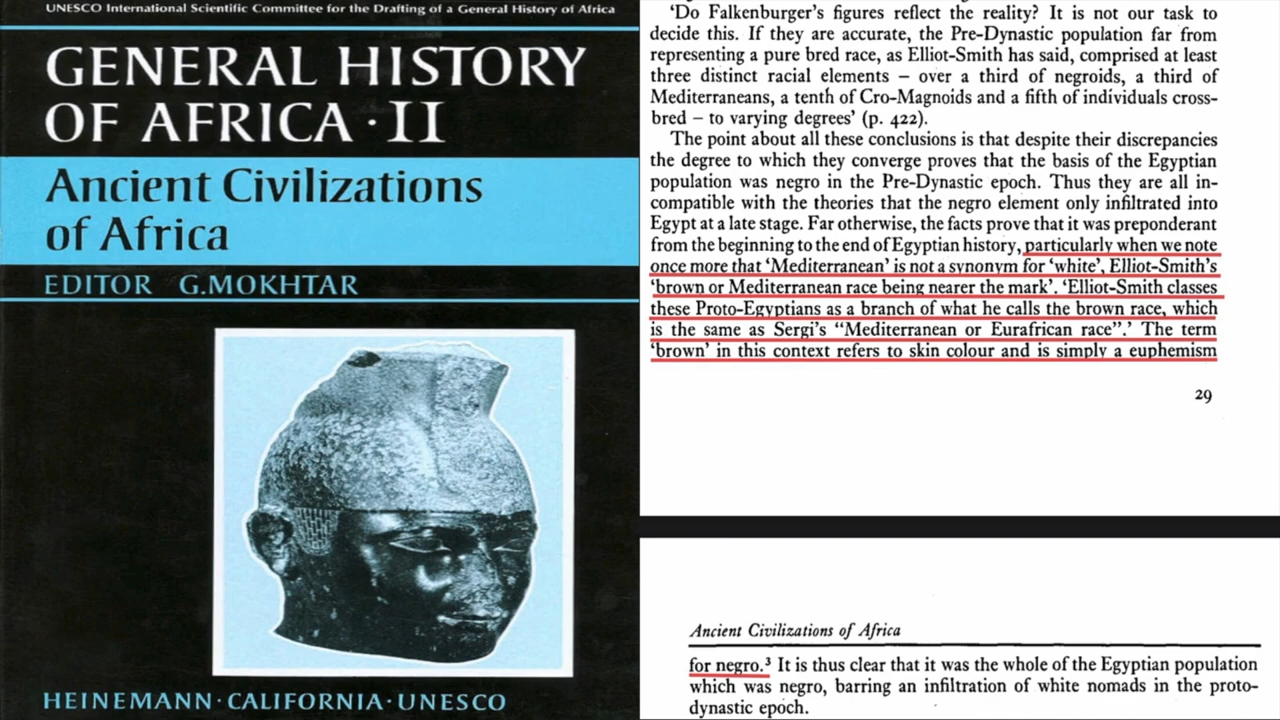 UNESCO International Scientific Committee for the Drafting of a General History of Africa
GENERAL HISTORY
OF AFRICA · II
Ancient Civilizations
of Africa
EDITOR G.MOKHTAR
HEINEMANN · CALIFORNIA · UNESCO
'Do Falkenburger's figures reflect the reality? It is not our task to
decide this. If they are accurate, the Pre-Dynastic population far from
representing a pure bred race, as Elliot-Smith has said, comprised at least
three distinct racial elements – over a third of negroids, a third of
Mediterraneans, a tenth of Cro-Magnoids and a fifth of individuals cross-
bred – to varying degrees' (p. 422).
The point about all these conclusions is that despite their discrepancies
the degree to which they converge proves that the basis of the Egyptian
population was negro in the Pre-Dynastic epoch. Thus they are all in-
compatible with the theories that the negro element only infiltrated into
Egypt at a late stage. Far otherwise, the facts prove that it was preponderant
from the beginning to the end of Egyptian history, particularly when we note
once more that 'Mediterranean' is not a synonym for 'white', Elliot-Smith's
'brown or Mediterranean race being nearer the mark'. 'Elliot-Smith classes
these Proto-Egyptians as a branch of what he calls the brown race, which
is the same as Sergi's "Mediterranean or Eurafrican race".' The term
'brown' in this context refers to skin colour and is simply a euphemism
29
Ancient Civilizations of Africa
for negro.³ It is thus clear that it was the whole of the Egyptian population
which was negro, barring an infiltration of white nomads in the proto-
dynastic epoch.